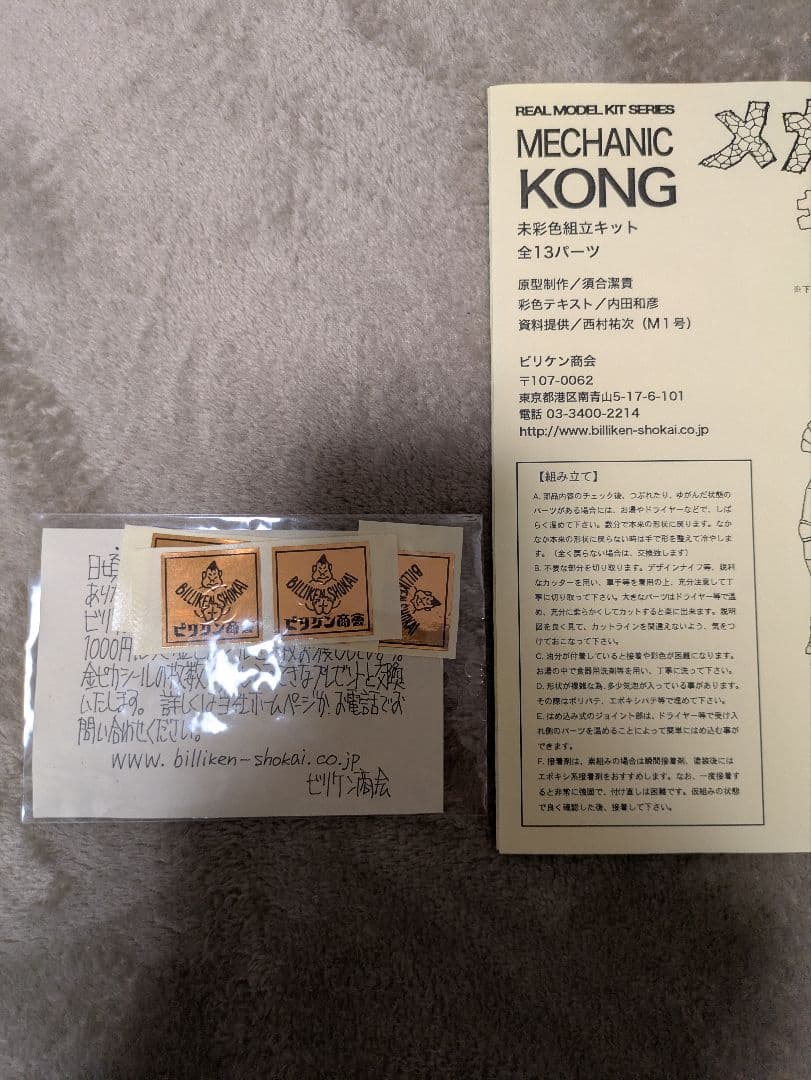 REAL MODEL KIT SERIES
MECHANIC
KONG
メカ
未彩色組立キット
全13パーツ
原型制作／須合潔貴
彩色テキスト／内田和彦
資料提供／西村祐次（M1号）
ビリケン商会
〒107-0062
東京都港区南青山5-17-6-101
電話 03-3400-2214
http://www.billiken-shokai.co.jp
※下
【組み立て】
A. 部品内容のチェック後、つぶれたり、ゆがんだ状態の
パーツがある場合には、お湯やドライヤーなどで、しば
らく温めて下さい。数分で本来の形状に戻ります。なか
なか本来の形状に戻らない時は手で形を整えて冷やしま
す。（全く戻らない場合は、交換致します）
B. 不要な部分を切り取ります。デザインナイフ等、鋭利
なカッターを用い、軍手等を着用の上、充分注意して丁
寧に切り取って下さい。大きなパーツはドライヤー等で温
め、充分に柔らかくしてカットすると楽に出来ます。説明
図を良く見て、カットラインを間違えないよう、気をつ
けておこなって下さい。
C. 油分が付着していると接着や彩色が困難になります。
お湯の中で食器用洗剤等を用い、丁寧に洗って下さい。
D. 形状が複雑な為、多少気泡が入っている事があります。
その際はポリパテ、エポキシパテ等で埋めて下さい。
E. はめ込み式のジョイント部は、ドライヤー等で受け入
れ側のパーツを温めることによって簡単にはめ込む事が
できます。
F. 接着剤は、素組みの場合は瞬間接着剤、塗装後には
エポキシ系接着剤をおすすめします。なお、一度接着す
ると非常に強固で、付け直しは困難です。仮組みの状態
で良く確認した後、接着して下さい。
BILLIKEN SHOKAI
ビリケン商会
BILLIKEN SHOKAI
ビリケン商会
BILLIKEN SHOKAI
日
あり
ビリ
1000円
金ピカシールの枚数 プレゼントと交換
いたします。詳しくは当社ホームページか、お電話でお
問い合わせください。
www.billiken-shokai.co.jp
ビリケン商会